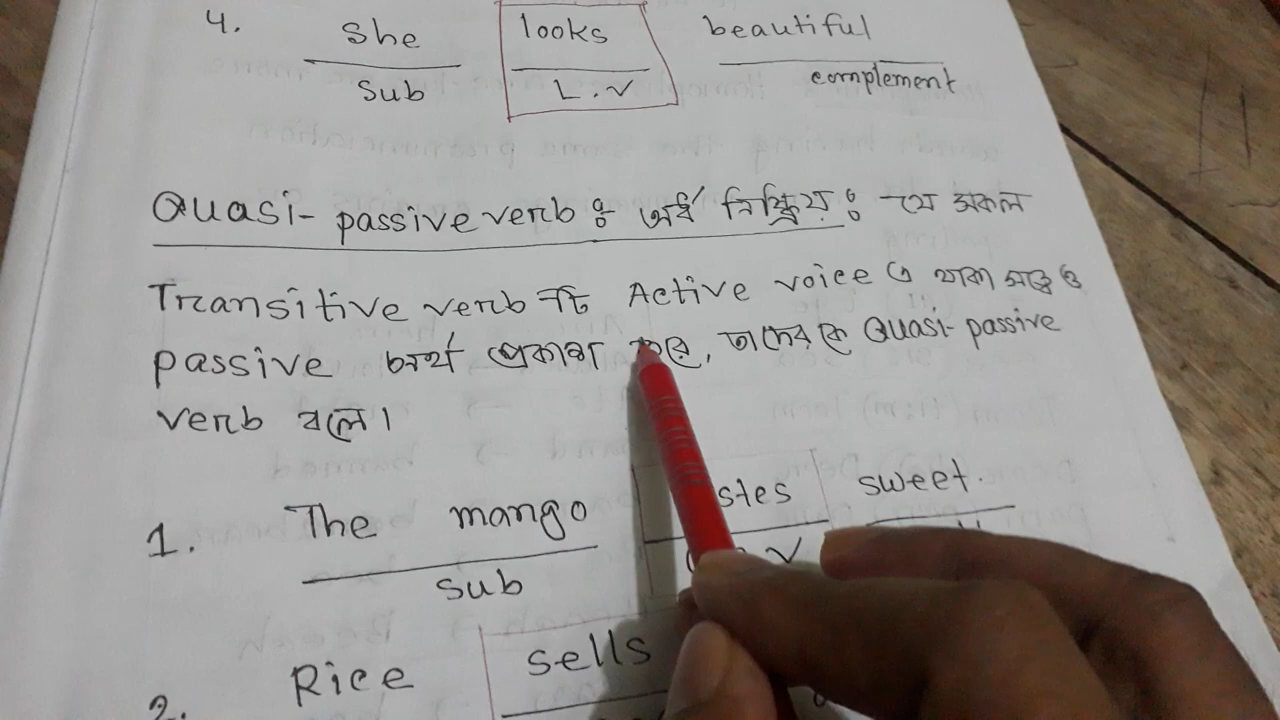 4. She looks beautiful
Sub L.V complement
Quasi-passive verb ঃ অর্ধ নিষ্ক্রিয় ঃ যে সকল
Transitive verb টি Active voice এ থাকা সত্ত্বেও
passive অর্থ প্রকাশ করে, তাদেরকে Quasi-passive
verb বলে।
1. The mango stes sweet.
Sub V
2. Rice sells